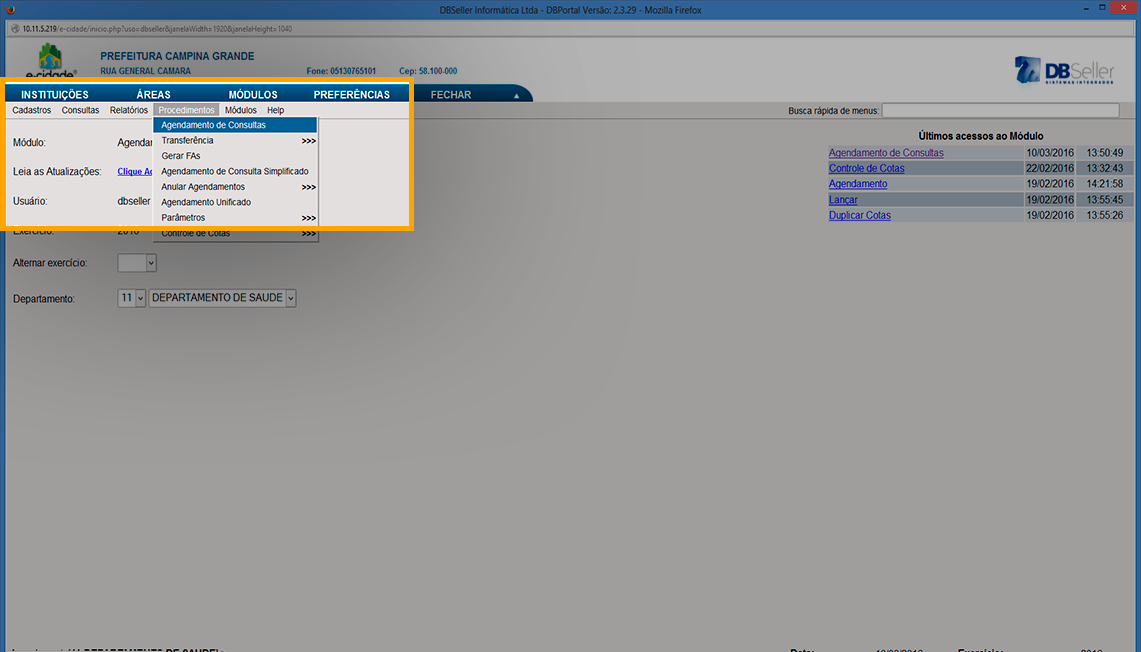 DBSeller Informática Ltda - DBPortal Versão: 2.3.29 - Mozilla Firefox
10.11.5.219/e-cidade/inicio.php?uso=dbseller&janelaWidth=1920&janelaHeight=1040
e-cidade
PREFEITURA CAMPINA GRANDE
RUA GENERAL CAMARA Fone: 05130765101 Cep: 58.100-000
DBSeller
SISTEMAS INTEGRADOS
INSTITUIÇÕES ÁREAS MÓDULOS PREFERÊNCIAS FECHAR
Cadastros Consultas Relatórios Procedimentos Módulos Help
Busca rápida de menus:
Agendamento de Consultas
Transferência >>>
Gerar FAs
Agendamento de Consulta Simplificado
Anular Agendamentos >>>
Agendamento Unificado
Parâmetros >>>
Controle de Cotas >>>
Módulo: Agendar
Leia as Atualizações: Clique Ac
Usuário: dbseller
Exercício: 2016
Alternar exercício:
Departamento: 11 DEPARTAMENTO DE SAUDE
Últimos acessos ao Módulo
Agendamento de Consultas 10/03/2016 13:50:49
Controle de Cotas 22/02/2016 13:32:43
Agendamento 19/02/2016 14:21:58
Lançar 19/02/2016 13:55:45
Duplicar Cotas 19/02/2016 13:55:26
DEPARTAMENTO DE SAUDE Data: 10/03/2016 Exercício: 2016